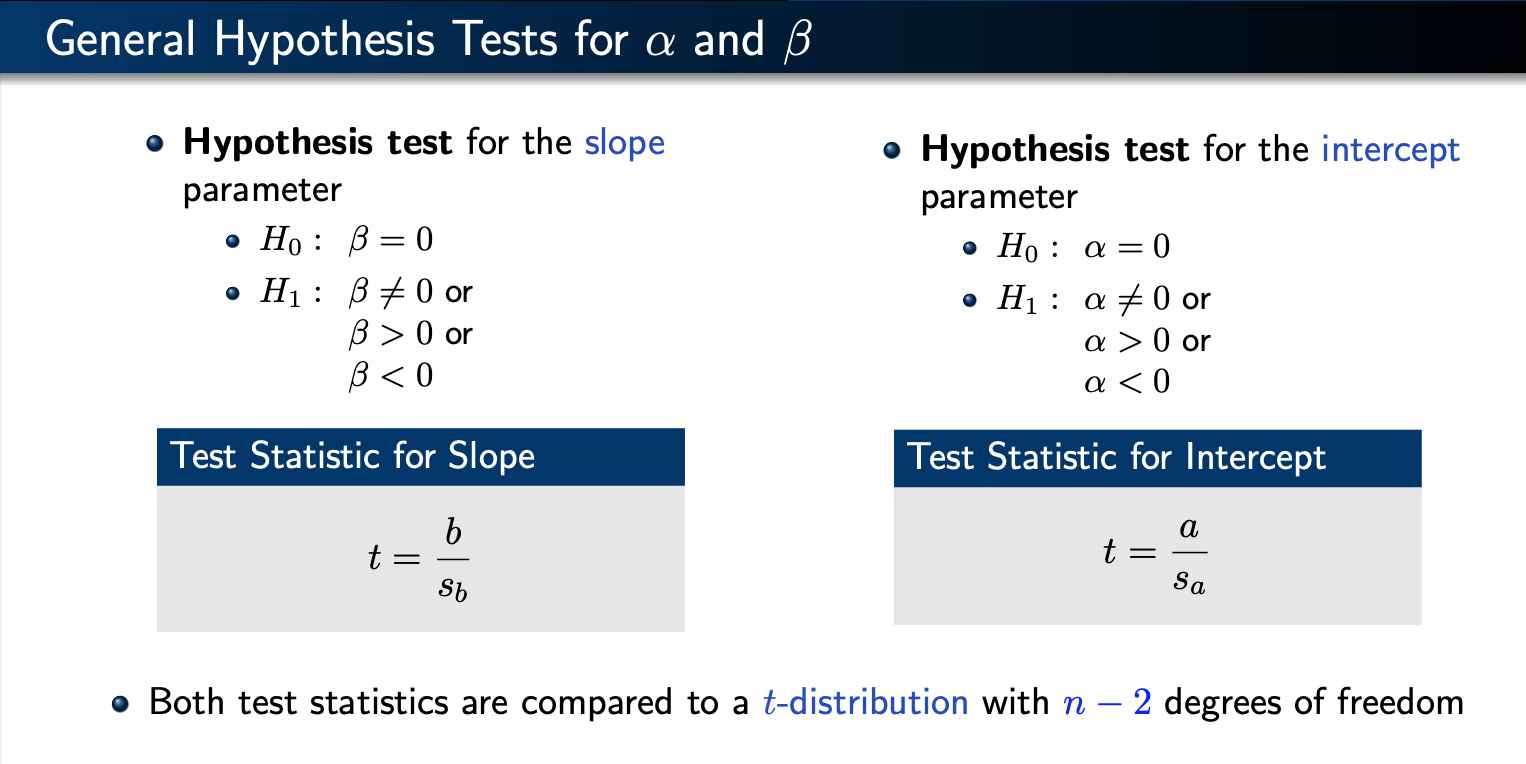 General Hypothesis Tests for α and β
Hypothesis test for the slope
parameter
H₀ : β = 0
H₁ : β ≠ 0 or
β > 0 or
β < 0
Test Statistic for Slope
t = b / s_b
Hypothesis test for the intercept
parameter
H₀ : α = 0
H₁ : α ≠ 0 or
α > 0 or
α < 0
Test Statistic for Intercept
t = a / s_a
Both test statistics are compared to a t-distribution with n − 2 degrees of freedom